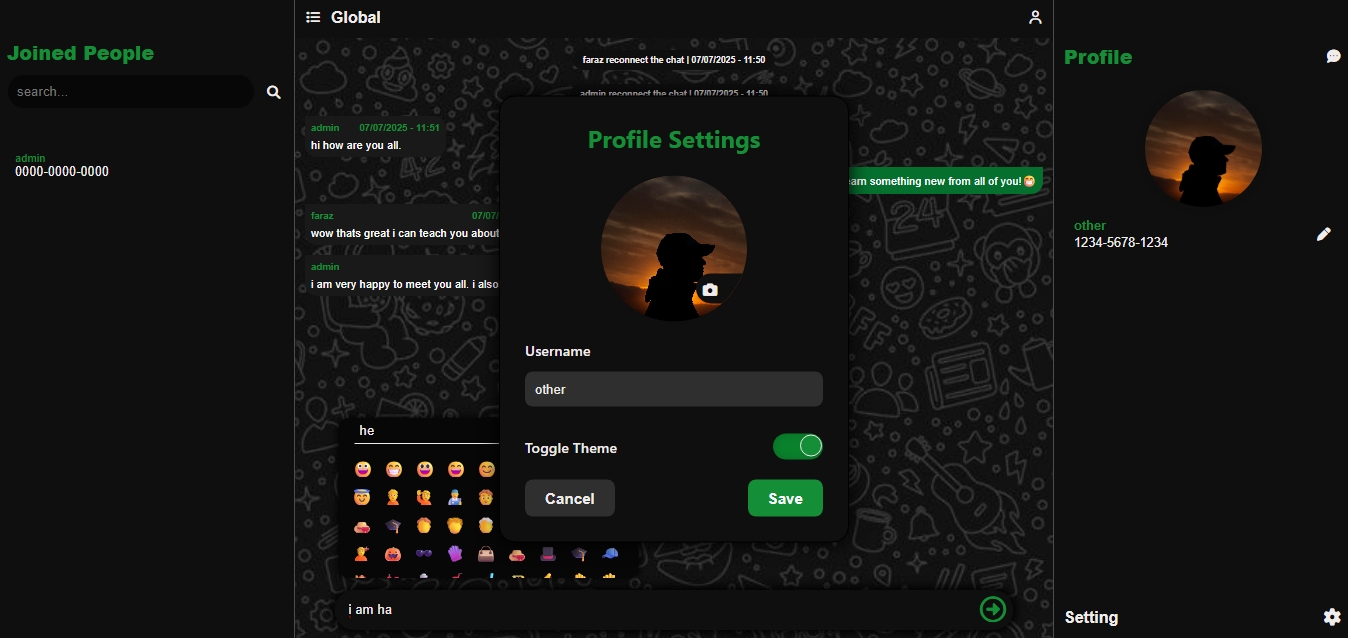 Joined People
search...
admin
0000-0000-0000
Global
faraz reconnect the chat | 07/07/2025 - 11:50
admin reconnect the chat | 07/07/2025 - 11:50
admin 07/07/2025 - 11:51
hi how are you all.
earn something new from all of you!😁
faraz 07/07/
wow thats great i can teach you about
admin
i am very happy to meet you all. i also
he
i am ha
Profile Settings
Username
other
Toggle Theme
Cancel
Save
Profile
other
1234-5678-1234
Setting